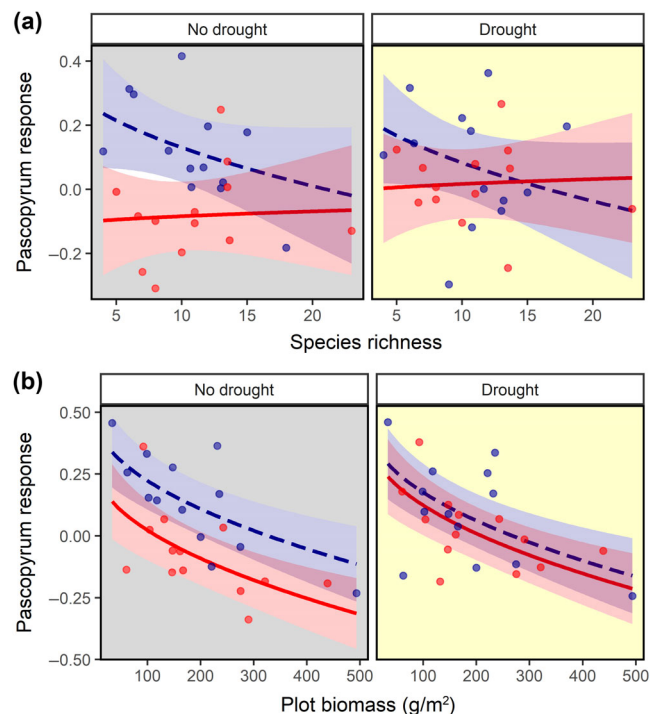 (a)
No drought
Drought
Pascopyrum response
0.4
0.2
0.0
−0.2
5
10
15
20
5
10
15
20
Species richness
(b)
No drought
Drought
Pascopyrum response
0.50
0.25
0.00
−0.25
−0.50
100
200
300
400
500
100
200
300
400
500
Plot biomass (g/m²)